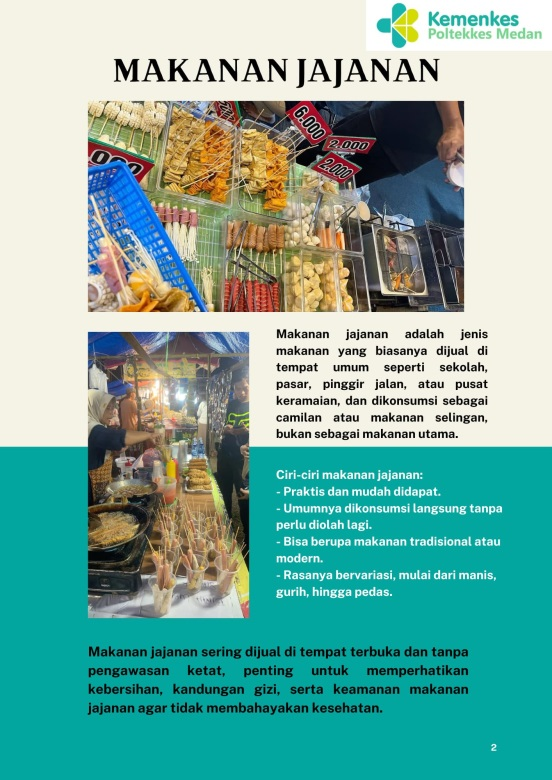 Kemenkes
Poltekkes Medan
MAKANAN JAJANAN
6.000
2.000
2.000
000
Makanan jajanan adalah jenis
makanan yang biasanya dijual di
tempat umum seperti sekolah,
pasar, pinggir jalan, atau pusat
keramaian, dan dikonsumsi sebagai
camilan atau makanan selingan,
bukan sebagai makanan utama.
Ciri-ciri makanan jajanan:
- Praktis dan mudah didapat.
- Umumnya dikonsumsi langsung tanpa
perlu diolah lagi.
- Bisa berupa makanan tradisional atau
modern.
- Rasanya bervariasi, mulai dari manis,
gurih, hingga pedas.
Makanan jajanan sering dijual di tempat terbuka dan tanpa
pengawasan ketat, penting untuk memperhatikan
kebersihan, kandungan gizi, serta keamanan makanan
jajanan agar tidak membahayakan kesehatan.
2